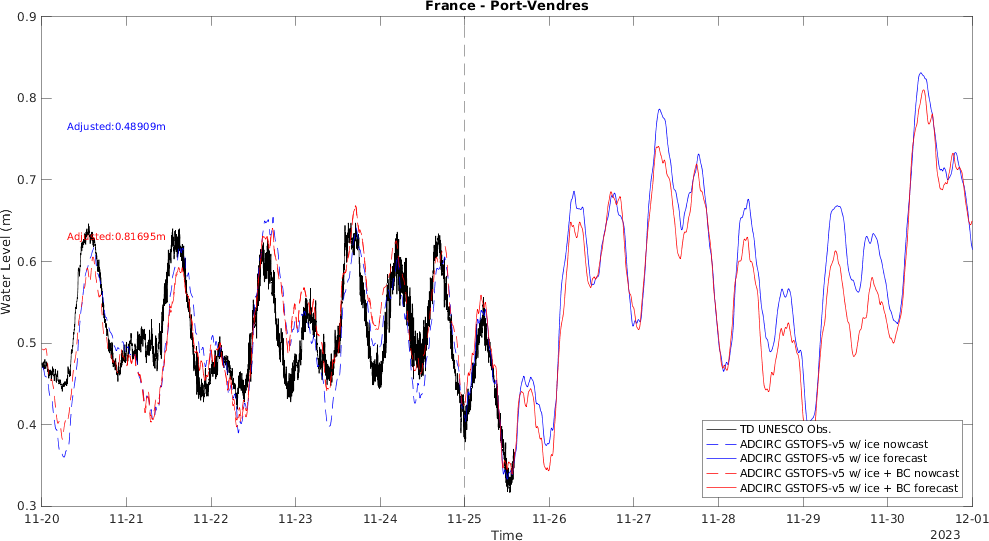 France - Port-Vendres
0.9
0.8
0.7
0.6
0.5
0.4
0.3
Water Level (m)
Adjusted:0.48909m
Adjusted:0.81695m
TD UNESCO Obs.
ADCIRC GSTOFS-v5 w/ ice nowcast
ADCIRC GSTOFS-v5 w/ ice forecast
ADCIRC GSTOFS-v5 w/ ice + BC nowcast
ADCIRC GSTOFS-v5 w/ ice + BC forecast
11-20 11-21 11-22 11-23 11-24 11-25 11-26 11-27 11-28 11-29 11-30 12-01
Time
2023